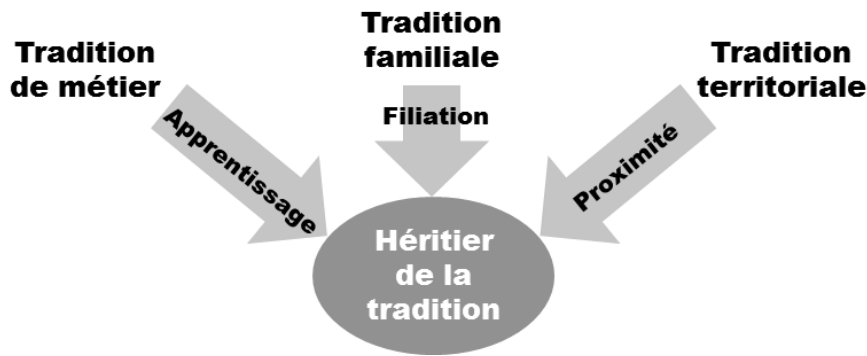 Tradition
de métier
Tradition
familiale
Tradition
territoriale
Apprentissage
Filiation
Proximité
Héritier
de la
tradition